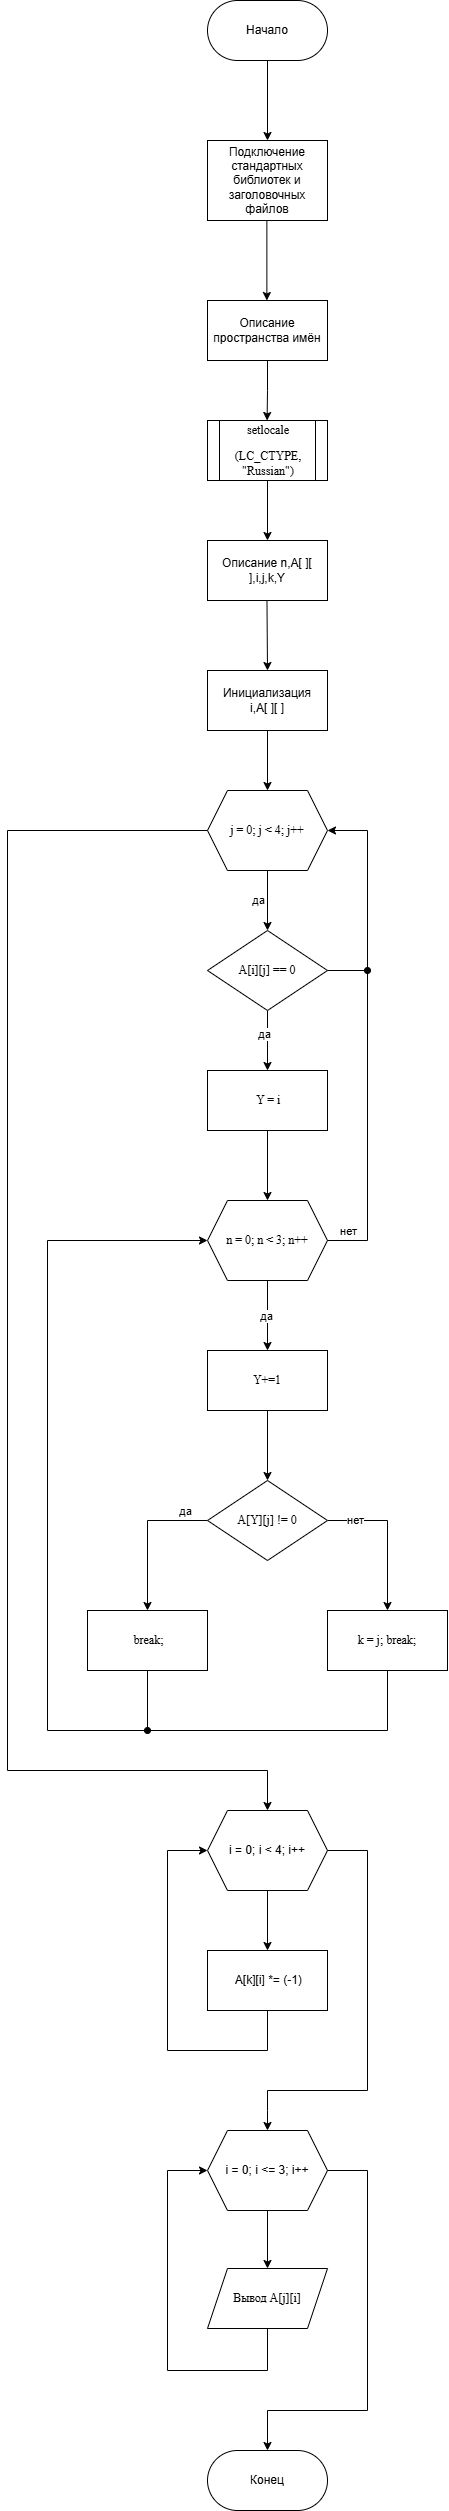 Начало
Подключение
стандартных
библиотек и
заголовочных
файлов
Описание
пространства имён
setlocale
(LC_CTYPE,
"Russian")
Описание n,A[ ][
],i,j,k,Y
Инициализация
i,A[ ][ ]
j = 0; j < 4; j++
да
A[i][j] == 0
да
Y = i
n = 0; n < 3; n++
нет
да
Y+=1
A[Y][j] != 0
да
нет
break;
k = j; break;
i = 0; i < 4; i++
A[k][i] *= (-1)
i = 0; i <= 3; i++
Вывод A[j][i]
Конец